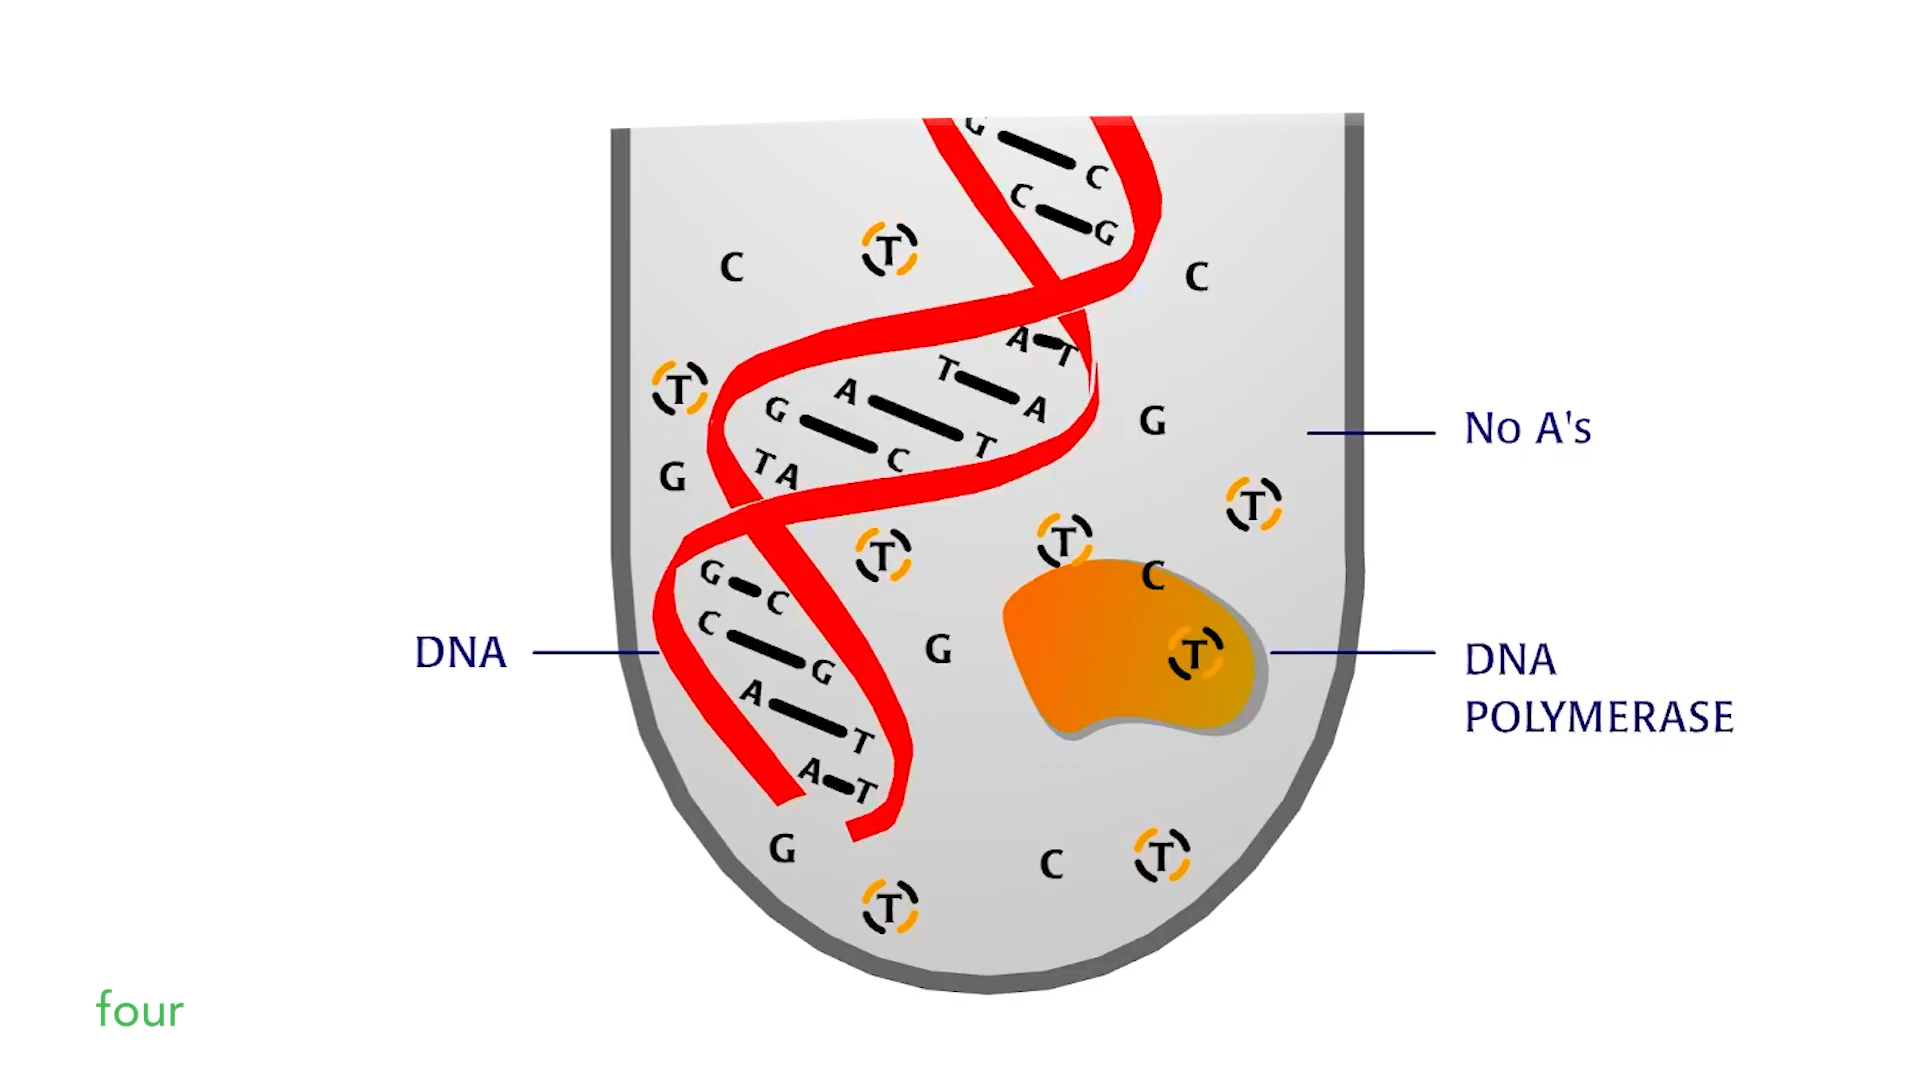 G C
C G
C T C
A T
T A
T A T
G C G
G T A
No A's
T
T T
G C C
DNA C G G T DNA
POLYMERASE
A T
A T
G C T
T
four